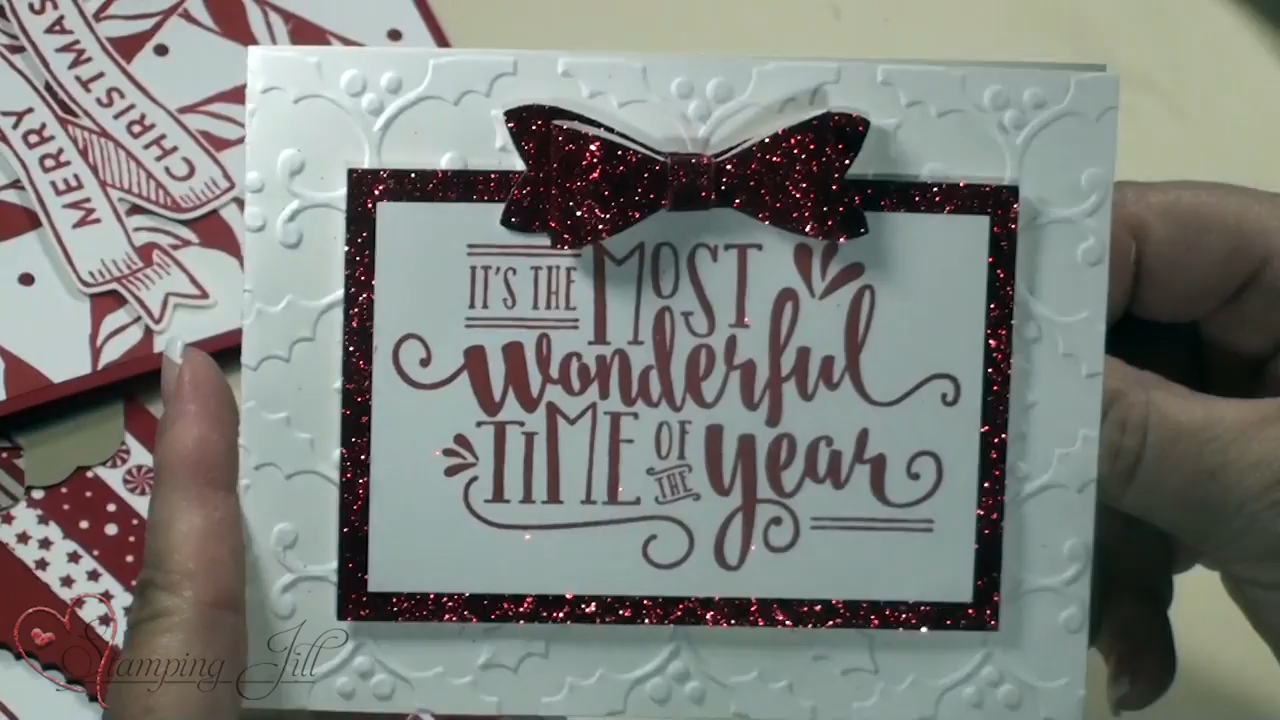 MERRY
CHRISTMAS
IT'S THE MOST
wonderful
TIME OF THE year
Stamping Jill